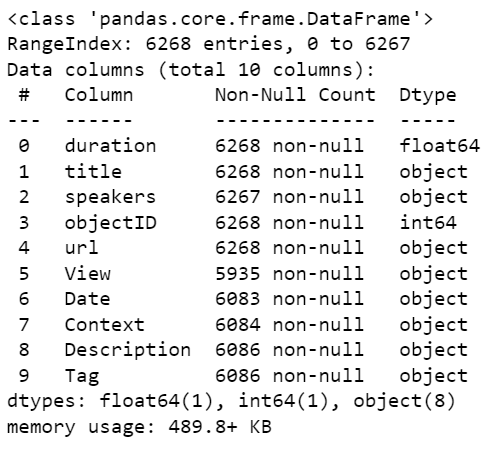 <class 'pandas.core.frame.DataFrame'>
RangeIndex: 6268 entries, 0 to 6267
Data columns (total 10 columns):
 #   Column       Non-Null Count  Dtype
---  ------       --------------  -----
 0   duration     6268 non-null   float64
 1   title        6268 non-null   object
 2   speakers     6267 non-null   object
 3   objectID     6268 non-null   int64
 4   url          6268 non-null   object
 5   View         5935 non-null   object
 6   Date         6083 non-null   object
 7   Context      6084 non-null   object
 8   Description  6086 non-null   object
 9   Tag          6086 non-null   object
dtypes: float64(1), int64(1), object(8)
memory usage: 489.8+ KB